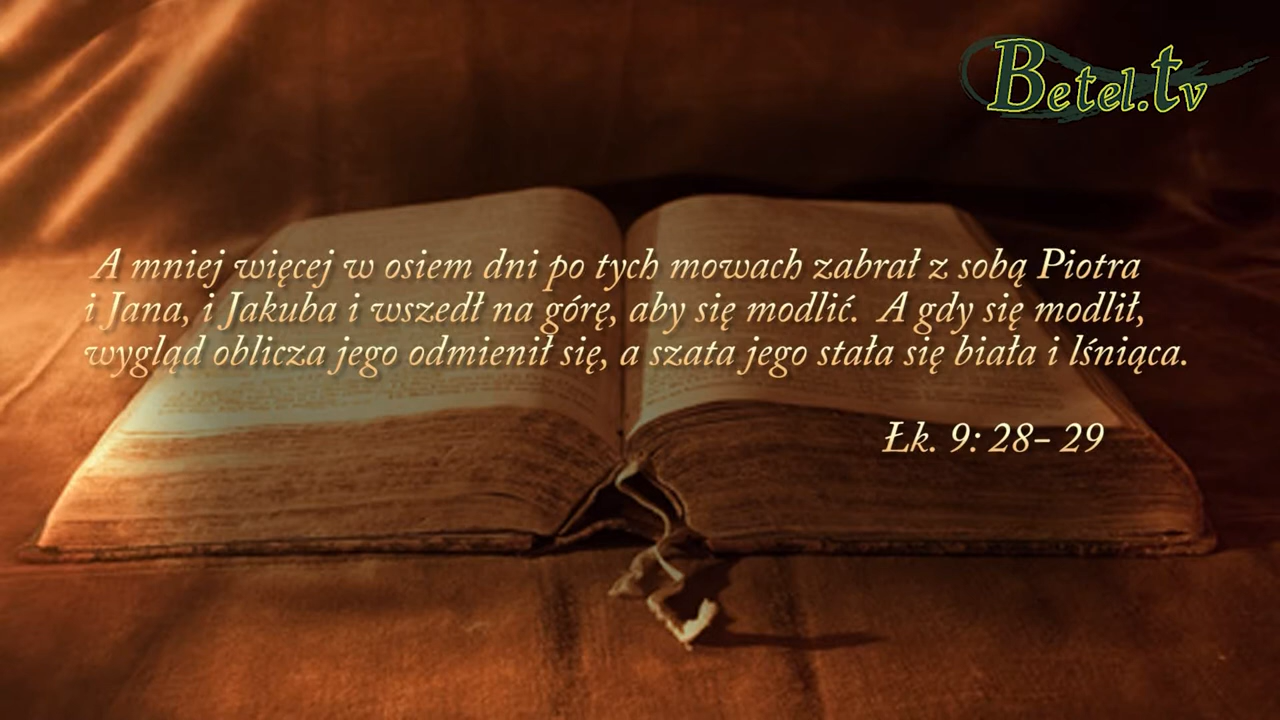 Betel.tv
A mniej więcej w osiem dni po tych mowach zabrał z sobą Piotra
i Jana, i Jakuba i wszedł na górę, aby się modlić. A gdy się modlił,
wygląd oblicza jego odmienił się, a szata jego stała się biała i lśniąca.
Łk. 9: 28- 29